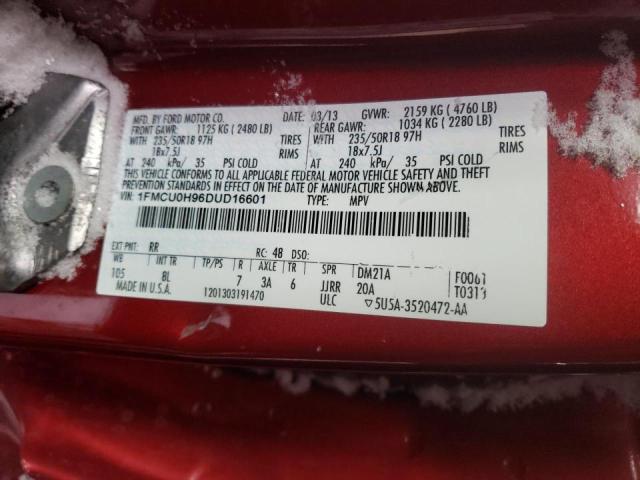 MFD. BY FORD MOTOR CO.
03/13 GVWR: 2159 KG ( 4760 LB)
FRONT GAWR: 1125 KG ( 2480 LB)
REAR GAWR: 1034 KG ( 2280 LB)
WITH 235/50R18 97H TIRES
WITH 235/50R18 97H TIRES
18x7.5J RIMS
18x7.5J RIMS
AT 240 kPa/ 35 PSI COLD
AT 240 kPa/ 35 PSI COLD
THIS VEHICLE CONFORMS TO ALL APPLICABLE FEDERAL MOTOR VEHICLE SAFETY AND THEFT
PREVENTION STANDARDS IN EFFECT ON THE DATE OF MANUFACTURE SHOWN ABOVE.
VIN: 1FMCU0H96DUD16601
TYPE: MPV
EXT PNT: RR RC: 48 DSO:
WB INT TR TP/PS R AXLE TR SPR DM21A F0061
105 BL 7 3A 6 JJRR 20A T0313
MADE IN U.S.A. 1201303191470 ULC 5U5A-3520472-AA